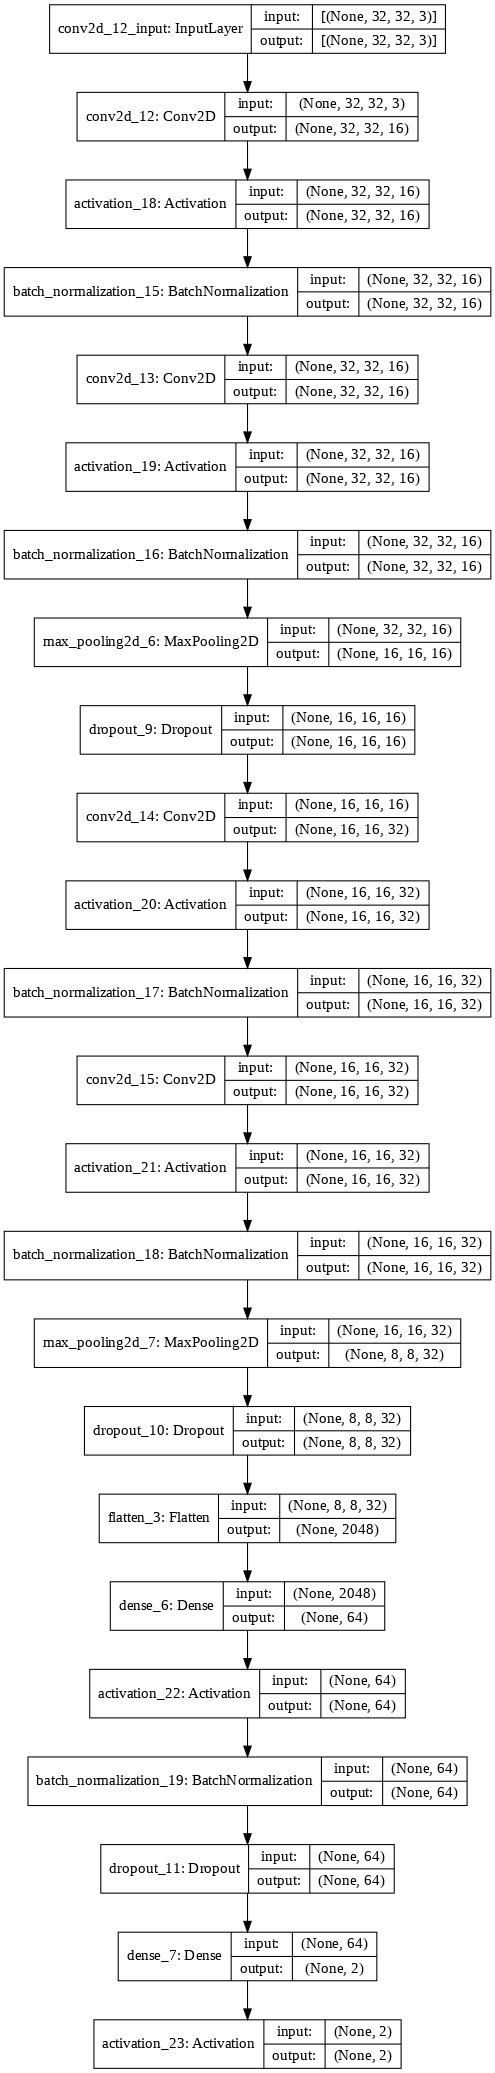 conv2d_12_input: InputLayer input: [(None, 32, 32, 3)]
output: [(None, 32, 32, 3)]
conv2d_12: Conv2D input: (None, 32, 32, 3)
output: (None, 32, 32, 16)
activation_18: Activation input: (None, 32, 32, 16)
output: (None, 32, 32, 16)
batch_normalization_15: BatchNormalization input: (None, 32, 32, 16)
output: (None, 32, 32, 16)
conv2d_13: Conv2D input: (None, 32, 32, 16)
output: (None, 32, 32, 16)
activation_19: Activation input: (None, 32, 32, 16)
output: (None, 32, 32, 16)
batch_normalization_16: BatchNormalization input: (None, 32, 32, 16)
output: (None, 32, 32, 16)
max_pooling2d_6: MaxPooling2D input: (None, 32, 32, 16)
output: (None, 16, 16, 16)
dropout_9: Dropout input: (None, 16, 16, 16)
output: (None, 16, 16, 16)
conv2d_14: Conv2D input: (None, 16, 16, 16)
output: (None, 16, 16, 32)
activation_20: Activation input: (None, 16, 16, 32)
output: (None, 16, 16, 32)
batch_normalization_17: BatchNormalization input: (None, 16, 16, 32)
output: (None, 16, 16, 32)
conv2d_15: Conv2D input: (None, 16, 16, 32)
output: (None, 16, 16, 32)
activation_21: Activation input: (None, 16, 16, 32)
output: (None, 16, 16, 32)
batch_normalization_18: BatchNormalization input: (None, 16, 16, 32)
output: (None, 16, 16, 32)
max_pooling2d_7: MaxPooling2D input: (None, 16, 16, 32)
output: (None, 8, 8, 32)
dropout_10: Dropout input: (None, 8, 8, 32)
output: (None, 8, 8, 32)
flatten_3: Flatten input: (None, 8, 8, 32)
output: (None, 2048)
dense_6: Dense input: (None, 2048)
output: (None, 64)
activation_22: Activation input: (None, 64)
output: (None, 64)
batch_normalization_19: BatchNormalization input: (None, 64)
output: (None, 64)
dropout_11: Dropout input: (None, 64)
output: (None, 64)
dense_7: Dense input: (None, 64)
output: (None, 2)
activation_23: Activation input: (None, 2)
output: (None, 2)